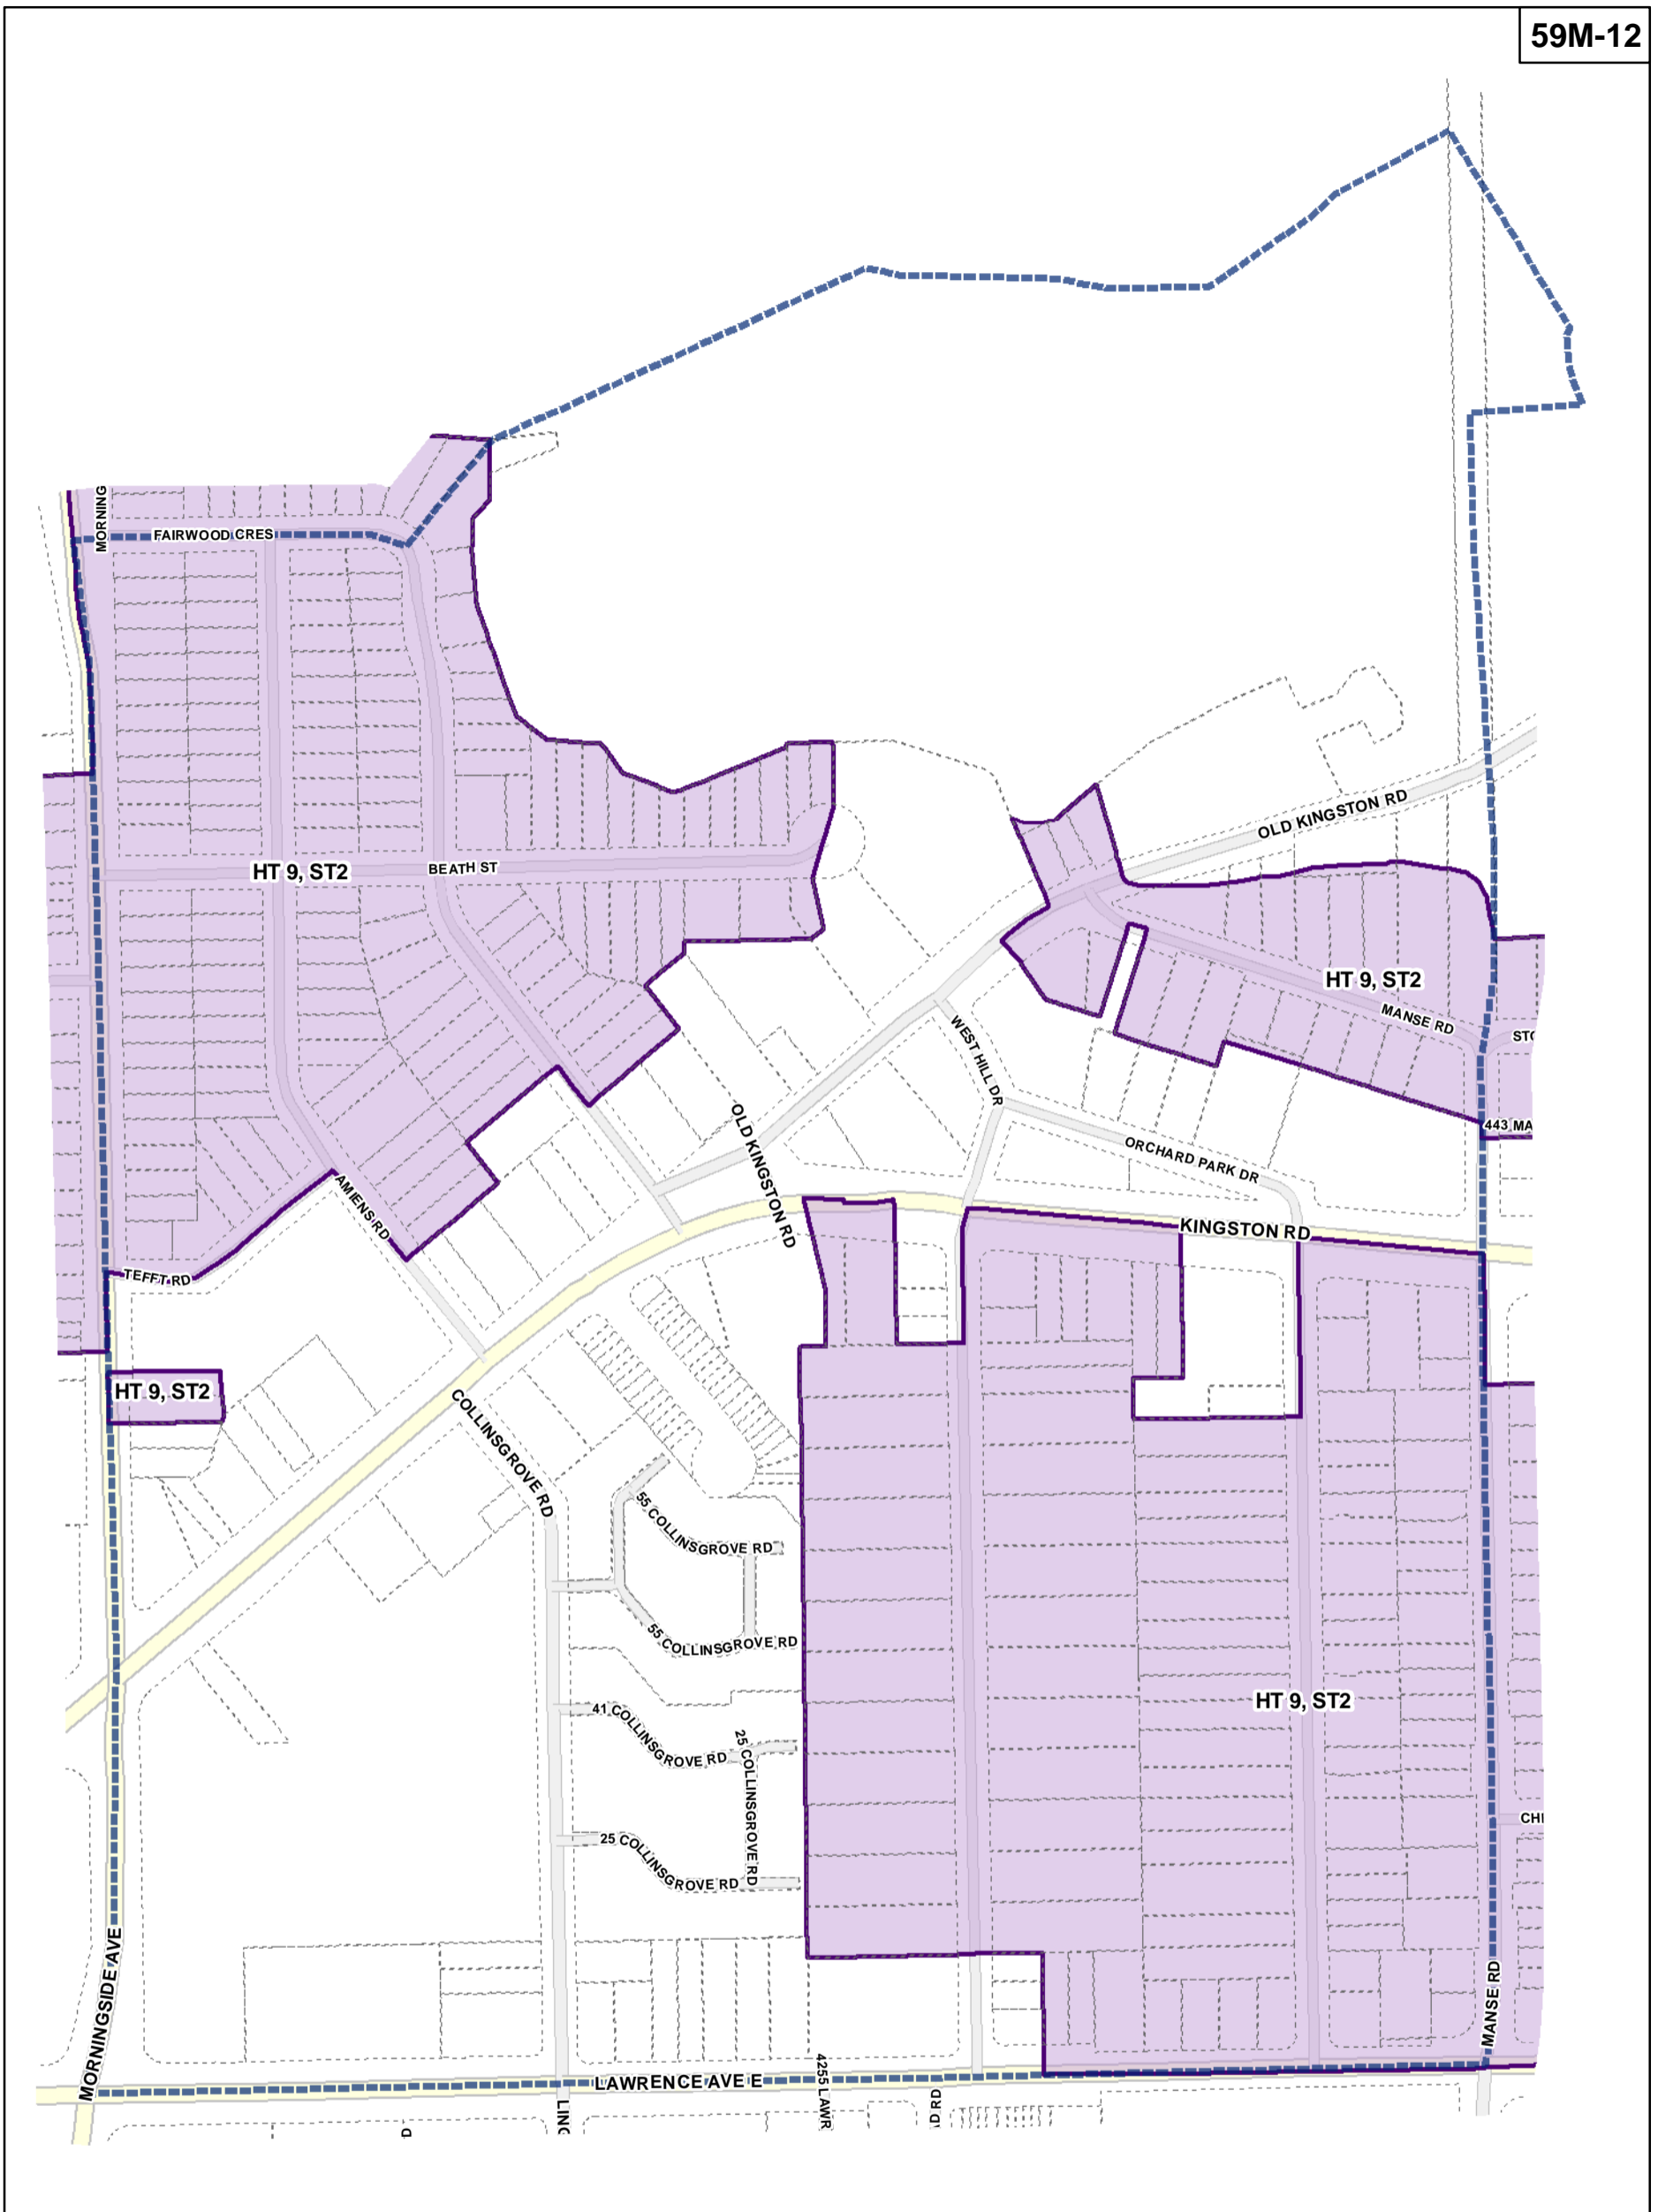 59M-12
MORNING
FAIRWOOD CRES
HT 9, ST2
BEATH ST
OLD KINGSTON RD
HT 9, ST2
MANSE RD
STO
WEST HILL DR
443 MA
OLD KINGSTON RD
ORCHARD PARK DR
AMIENS RD
KINGSTON RD
TEFFT RD
HT 9, ST2
COLLINSGROVE RD
55 COLLINSGROVE RD
55 COLLINSGROVE RD
HT 9, ST2
41 COLLINSGROVE RD
25 COLLINSGROVE RD
CHI
25 COLLINSGROVE RD
MORNINGSIDE AVE
MANSE RD
LAWRENCE AVE E
4255 LAWR
D RD
D